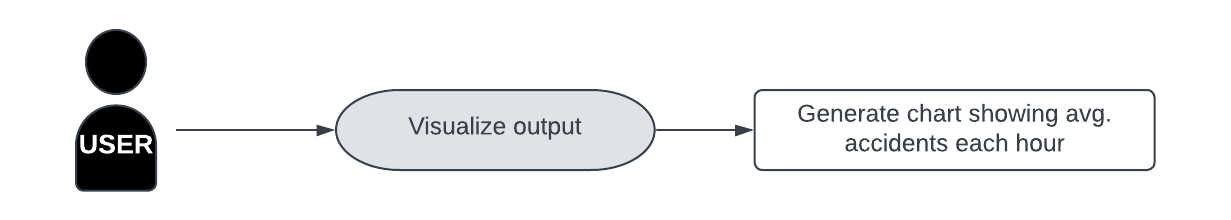 USER
Visualize output
Generate chart showing avg.
accidents each hour